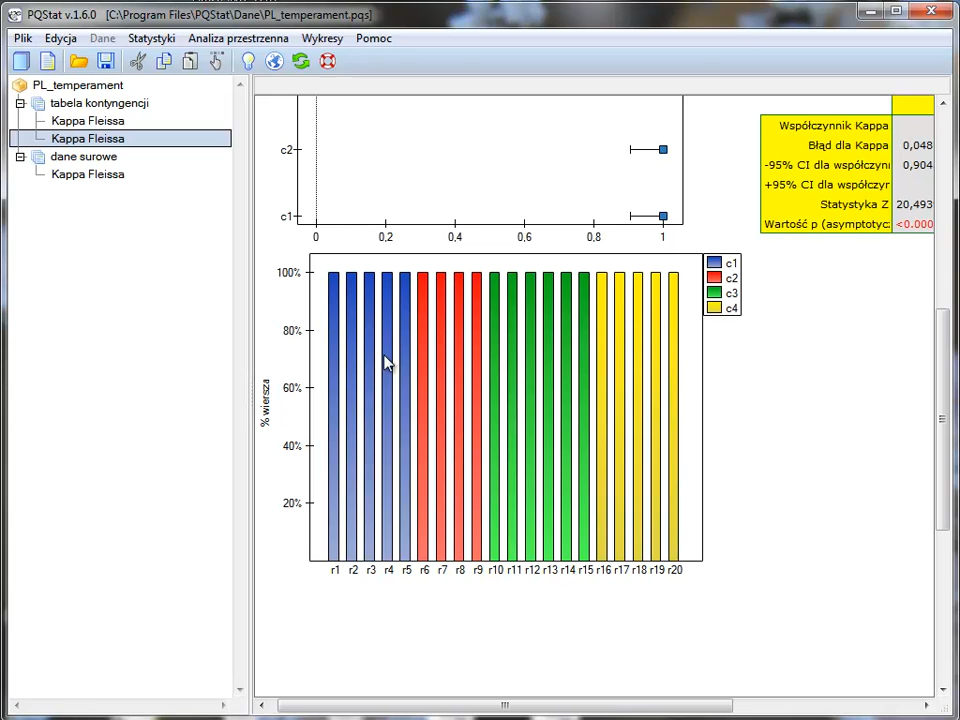 PQStat v.1.6.0 [C:\Program Files\PQStat\Dane\PL_temperament.pqs]
Plik Edycja Dane Statystyki Analiza przestrzenna Wykresy Pomoc
PL_temperament
tabela kontyngencji
Kappa Fleissa
Kappa Fleissa
dane surowe
Kappa Fleissa
c2
c1
0 0,2 0,4 0,6 0,8 1
Współczynnik Kappa
Błąd dla Kappa 0,048
-95% CI dla współczyni 0,904
+95% CI dla współczyr
Statystyka Z 20,493
Wartość p (asymptotyc: <0.000
c1
c2
c3
c4
100%
80%
60%
40%
20%
% wiersza
r1 r2 r3 r4 r5 r6 r7 r8 r9 r10 r11 r12 r13 r14 r15 r16 r17 r18 r19 r20